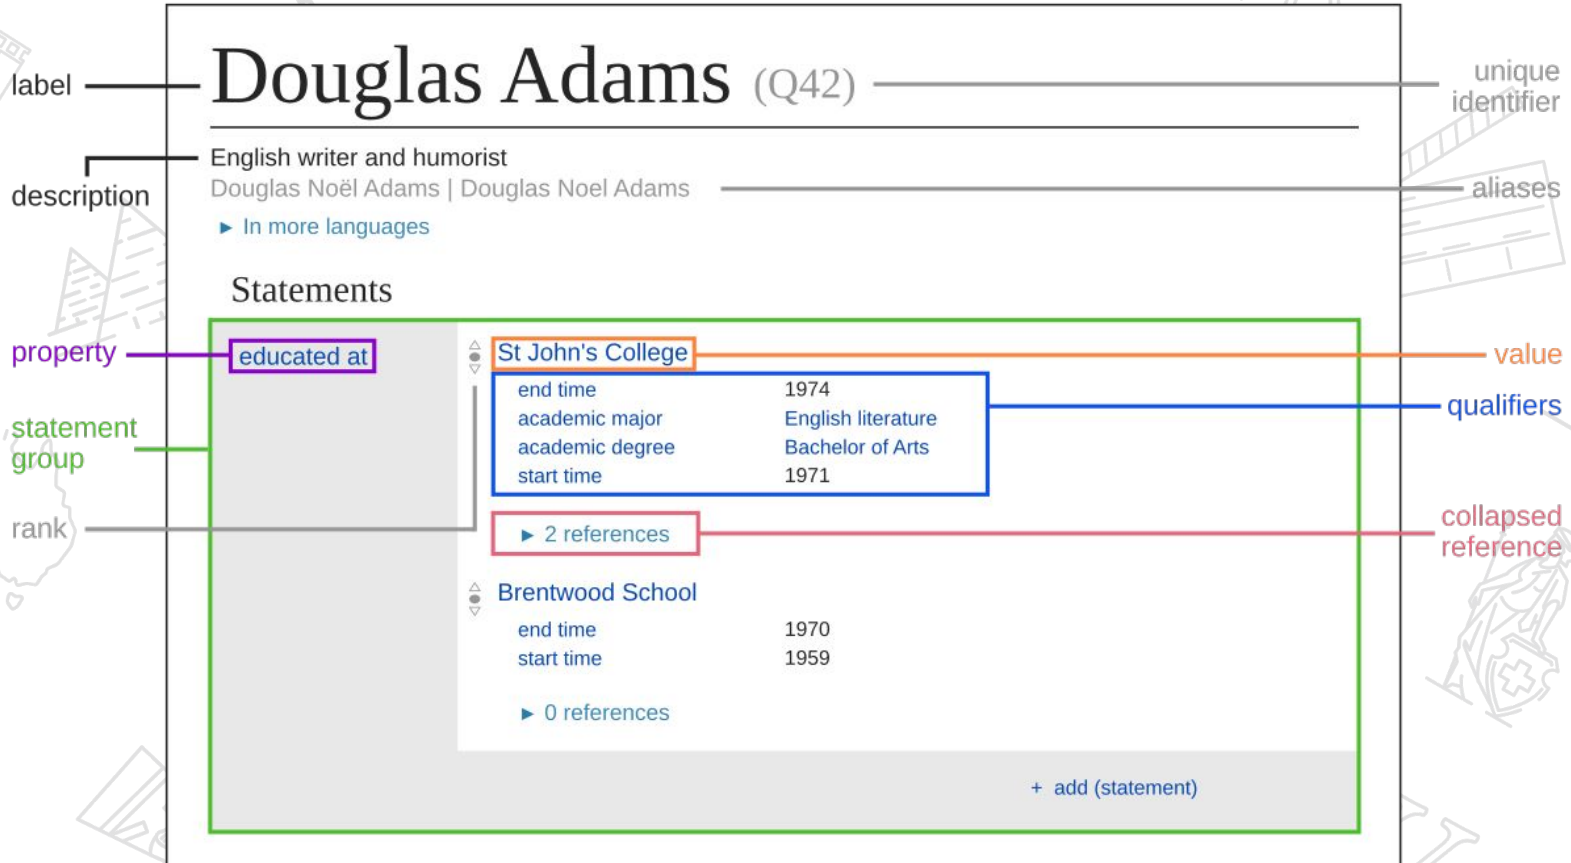 label
Douglas Adams (Q42)
unique
identifier
description
English writer and humorist
Douglas Noël Adams | Douglas Noel Adams
aliases
► In more languages
Statements
property
educated at
St John's College
value
end time 1974
academic major English literature
academic degree Bachelor of Arts
start time 1971
qualifiers
statement
group
rank
► 2 references
collapsed
reference
Brentwood School
end time 1970
start time 1959
► 0 references
+ add (statement)